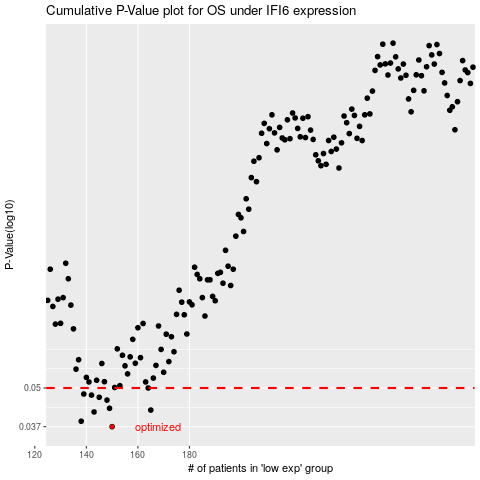 Cumulative P-Value plot for OS under IFI6 expression
P-Value(log10)
0.05
0.037
optimized
120 140 160 180
# of patients in 'low exp' group